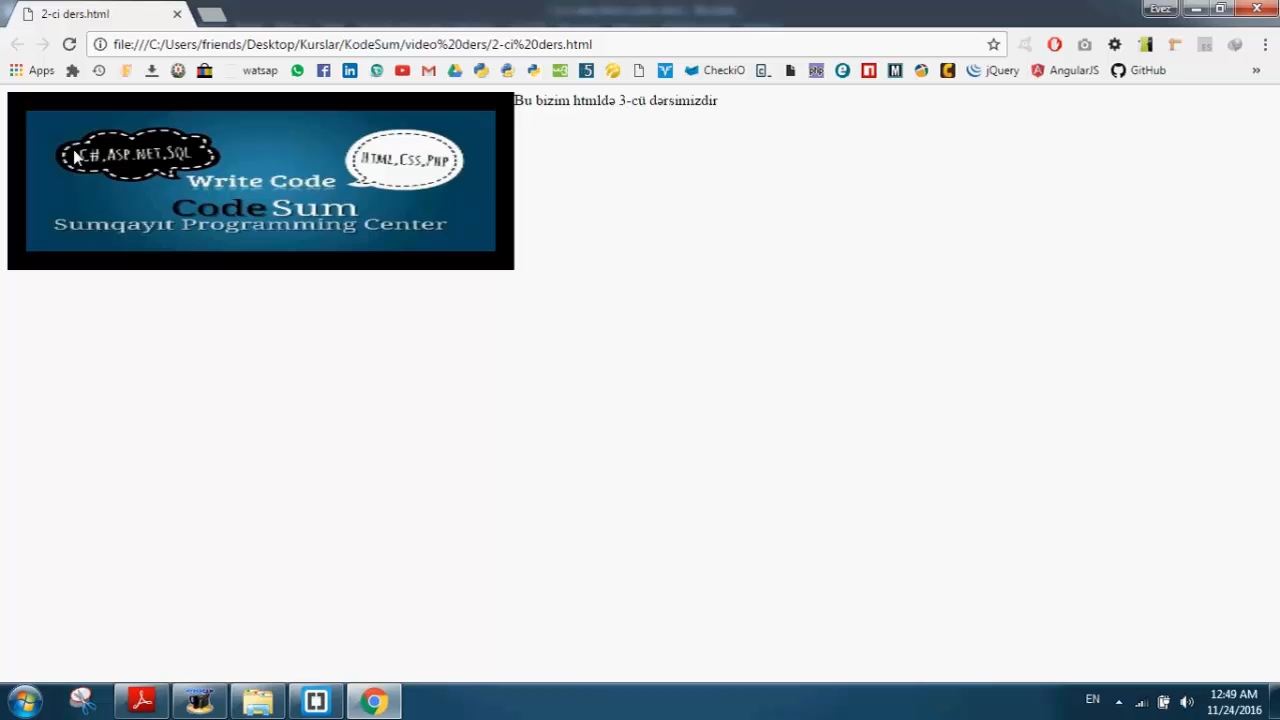 2-ci ders.html
Evez
file:///C:/Users/friends/Desktop/Kurslar/KodeSum/video%20ders/2-ci%20ders.html
Apps watsap CheckiO jQuery AngularJS GitHub »
Bu bizim htmldə 3-cü dərsimizdir
C#,ASP.NET,SQL
HTML,CSS,PHP
Write Code
CodeSum
Sumqayıt Programming Center
EN
12:49 AM
11/24/2016